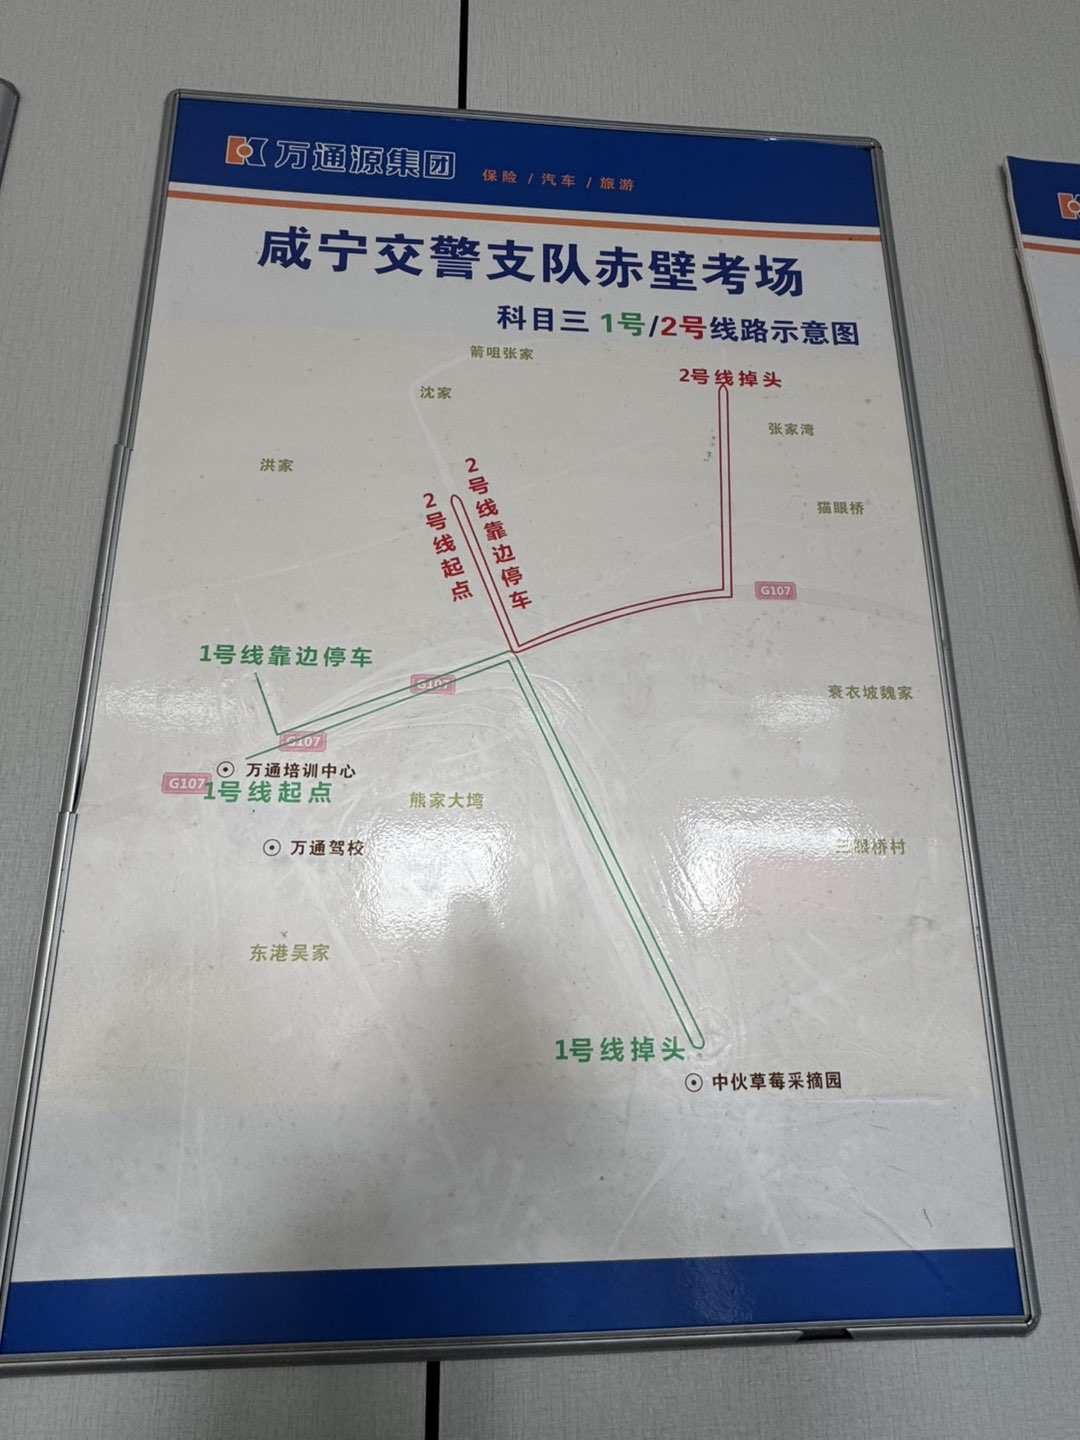 万通源集团
保险 / 汽车 / 旅游
咸宁交警支队赤壁考场
科目三 1号/2号线路示意图
箭咀张家
2号线掉头
沈家
张家湾
洪家
2号线靠边停车
2号线起点
猫眼桥
G107
1号线靠边停车
G107
衰衣坡魏家
G107
万通培训中心
G107
1号线起点
熊家大塆
万通驾校
眼桥村
东港吴家
1号线掉头
中伙草莓采摘园